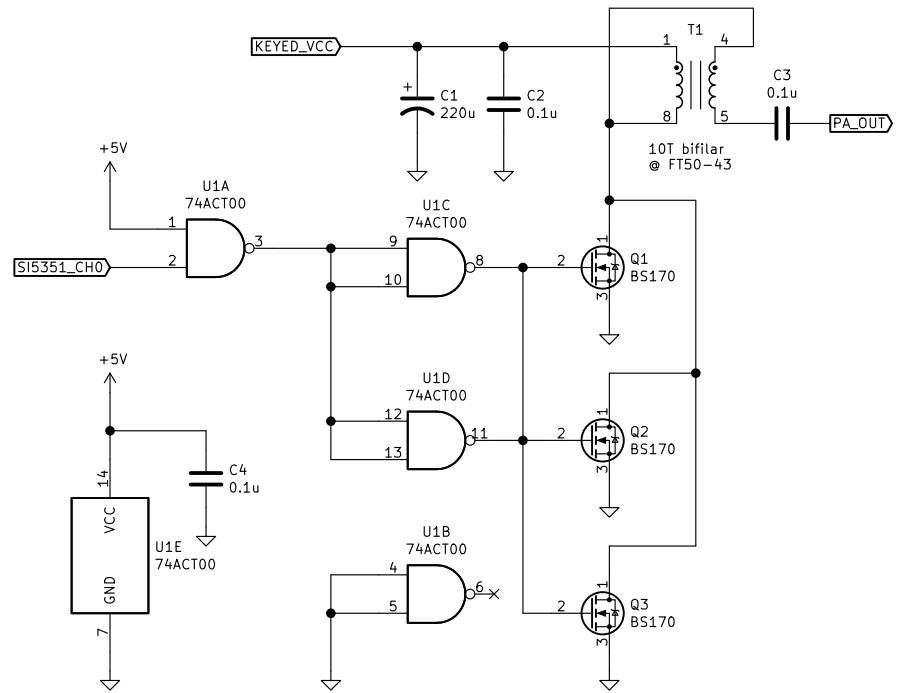 T1
KEYED_VCC
1
4
C3
0.1u
+
C1
220u
C2
0.1u
8
5
PA_OUT
10T bifilar
@ FT50-43
+5V
U1A
74ACT00
1
2
3
SI5351_CH0
U1C
74ACT00
9
10
8
1
2
3
Q1
BS170
+5V
U1D
74ACT00
12
13
11
1
2
3
Q2
BS170
14
C4
0.1u
VCC
GND
U1E
74ACT00
7
U1B
74ACT00
4
5
6
1
2
3
Q3
BS170